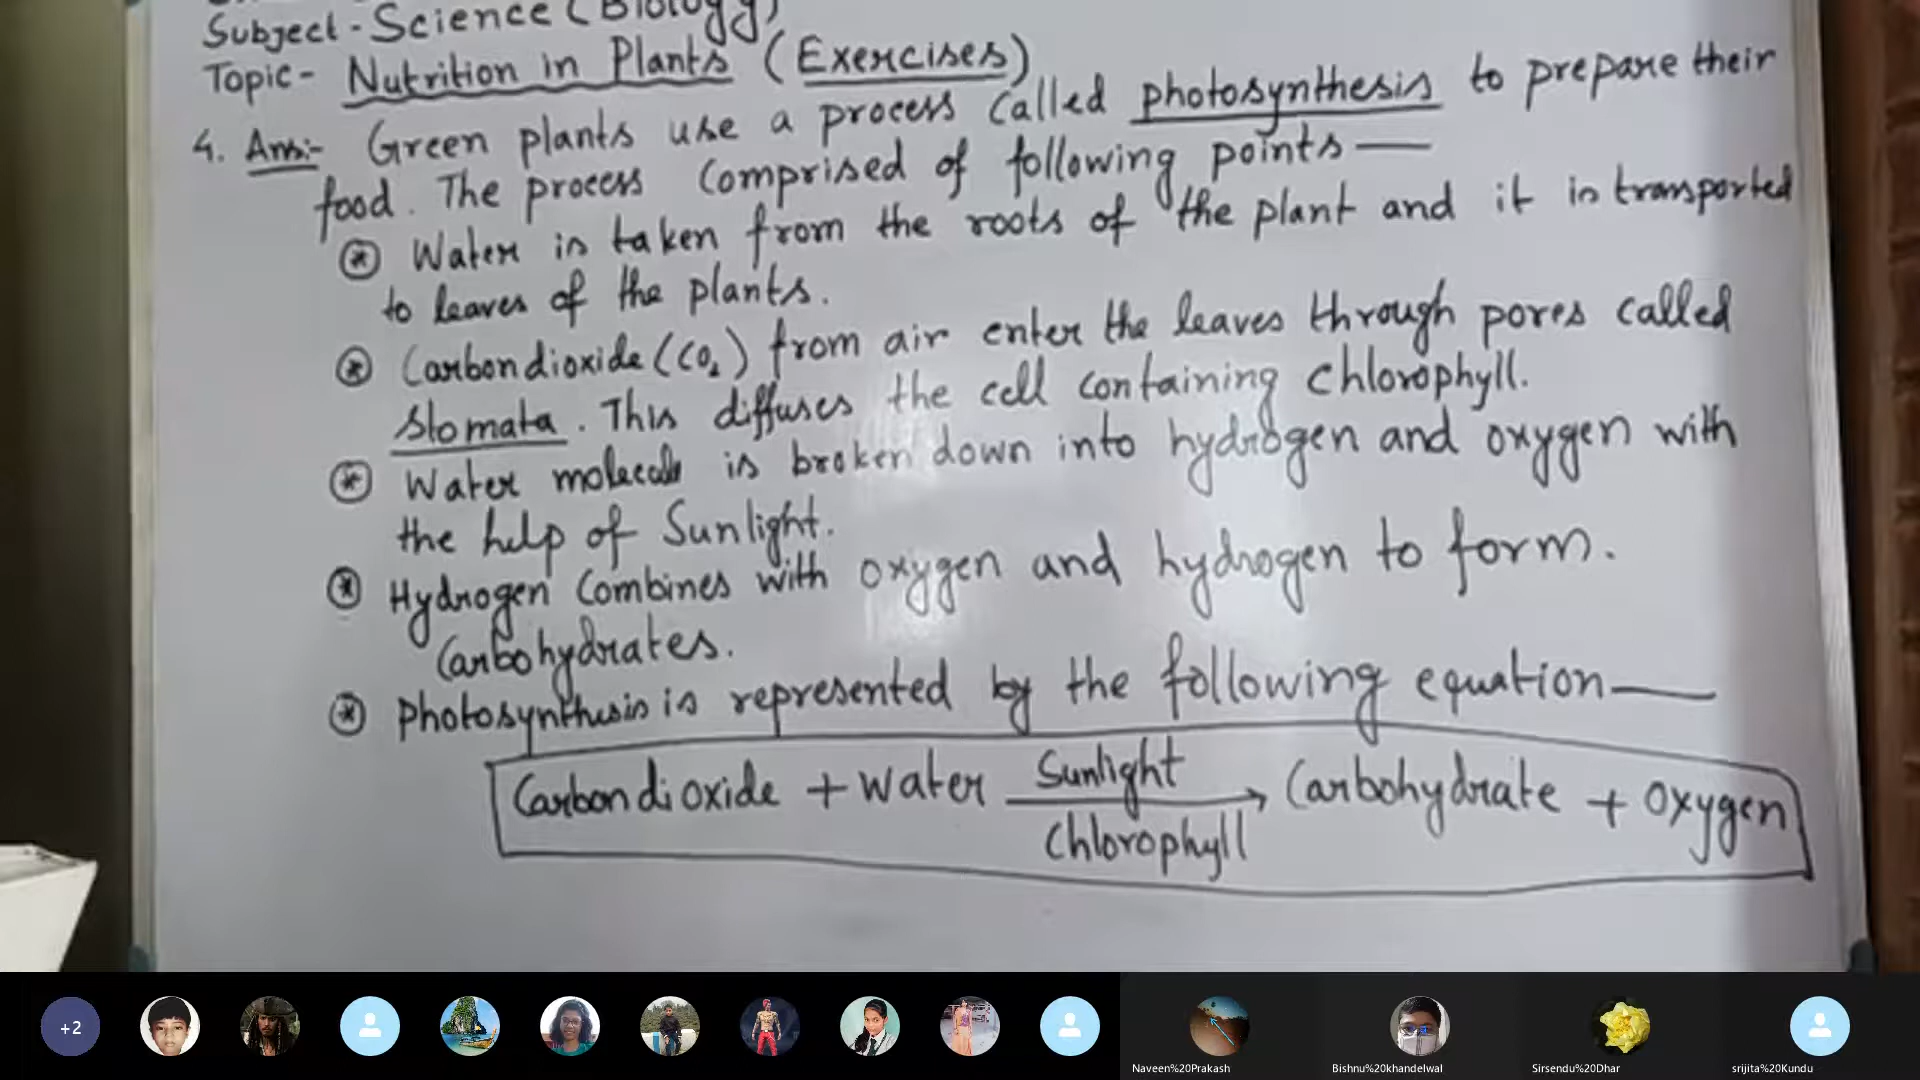 Subject - Science (Biology)
Topic - Nutrition in Plants (Exercises)
4. Ans:- Green plants use a process called photosynthesis to prepare their
food. The process comprised of following points —
* Water is taken from the roots of the plant and it is transported
to leaves of the plants.
* Carbondioxide (CO₂) from air enter the leaves through pores called
Stomata. This diffuses the cell containing chlorophyll.
* Water molecule is broken down into hydrogen and oxygen with
the help of Sunlight.
* Hydrogen Combines with oxygen and hydrogen to form.
Carbohydrates.
* Photosynthesis is represented by the following equation —
Carbondioxide + Water Sunlight → Carbohydrate + Oxygen
Chlorophyll
+2
Naveen%20Prakash Bishnu%20khandelwal Sirsendu%20Dhar srijita%20Kundu